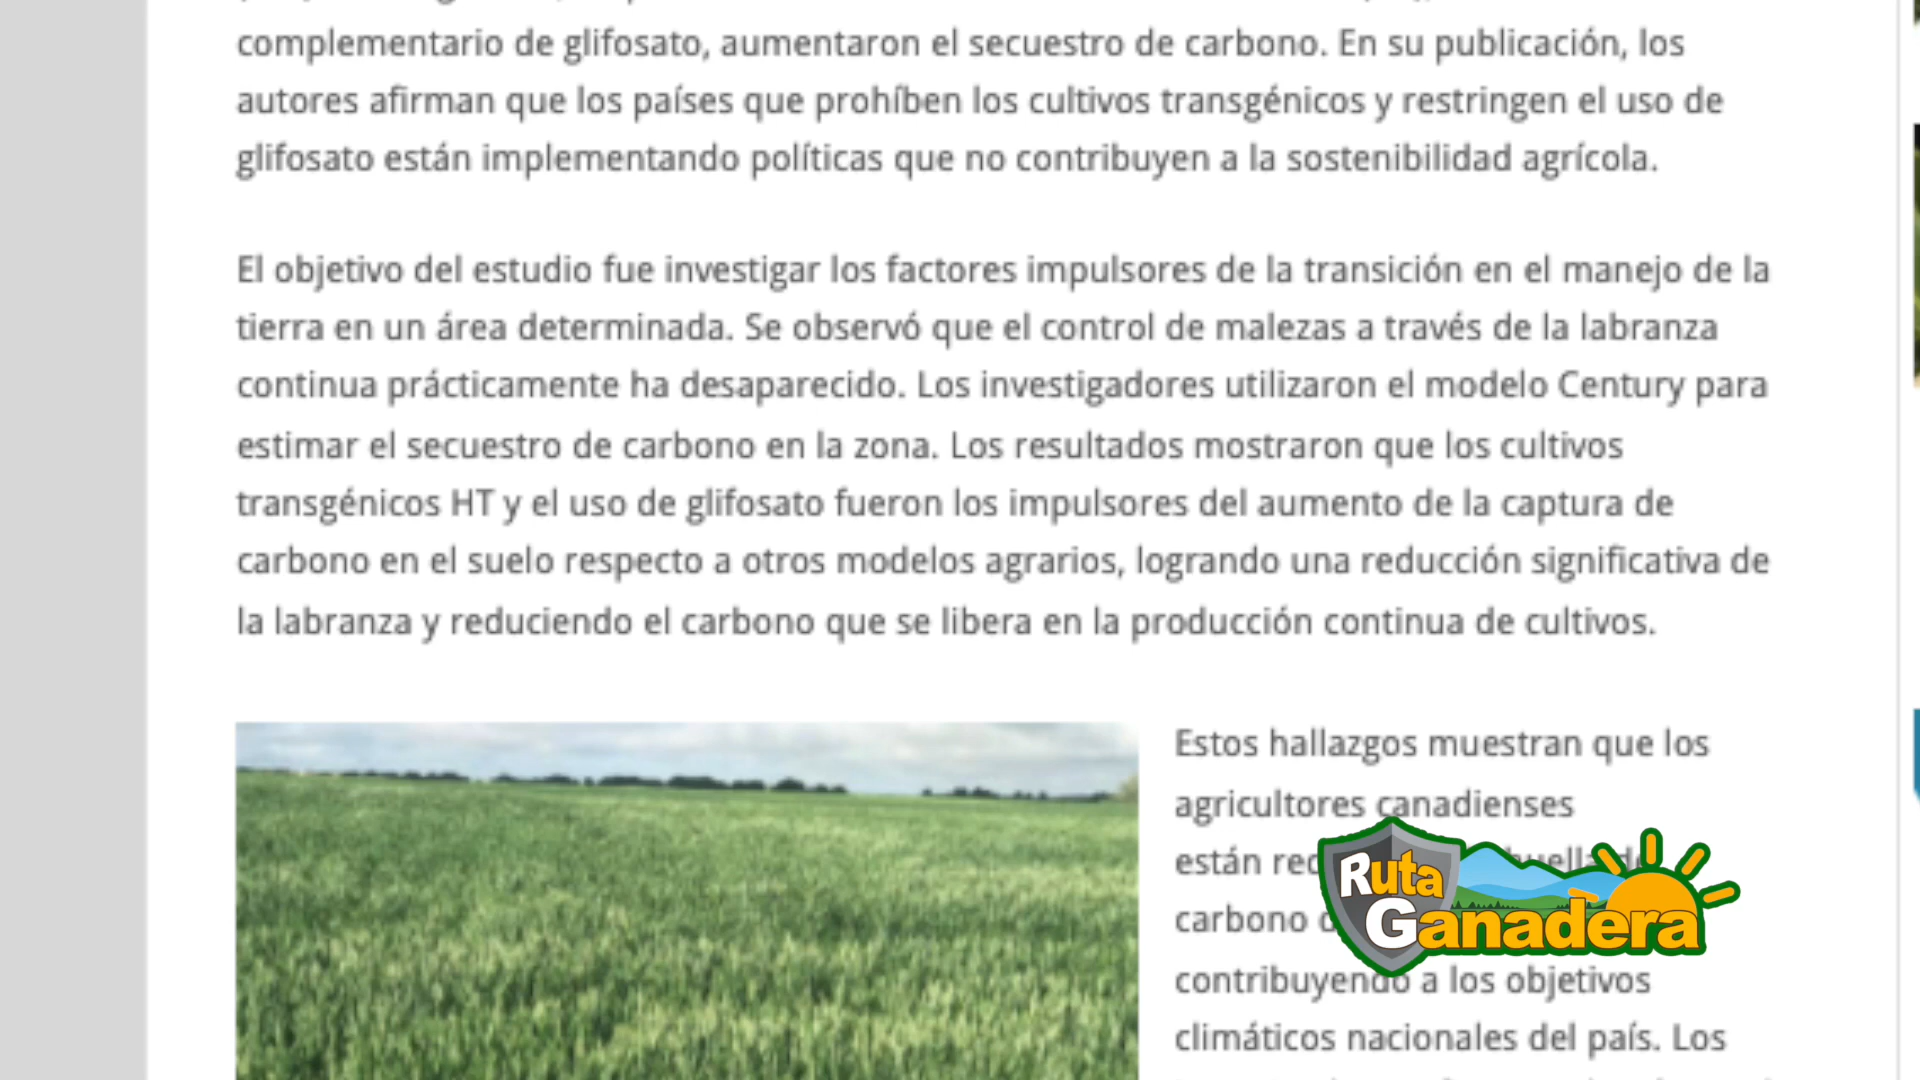 complementario de glifosato, aumentaron el secuestro de carbono. En su publicación, los
autores afirman que los países que prohíben los cultivos transgénicos y restringen el uso de
glifosato están implementando políticas que no contribuyen a la sostenibilidad agrícola.
El objetivo del estudio fue investigar los factores impulsores de la transición en el manejo de la
tierra en un área determinada. Se observó que el control de malezas a través de la labranza
continua prácticamente ha desaparecido. Los investigadores utilizaron el modelo Century para
estimar el secuestro de carbono en la zona. Los resultados mostraron que los cultivos
transgénicos HT y el uso de glifosato fueron los impulsores del aumento de la captura de
carbono en el suelo respecto a otros modelos agrarios, logrando una reducción significativa de
la labranza y reduciendo el carbono que se libera en la producción continua de cultivos.
Estos hallazgos muestran que los
agricultores canadienses
están
carbono
contribuyendo a los objetivos
climáticos nacionales del país. Los
Ruta
Ganadera